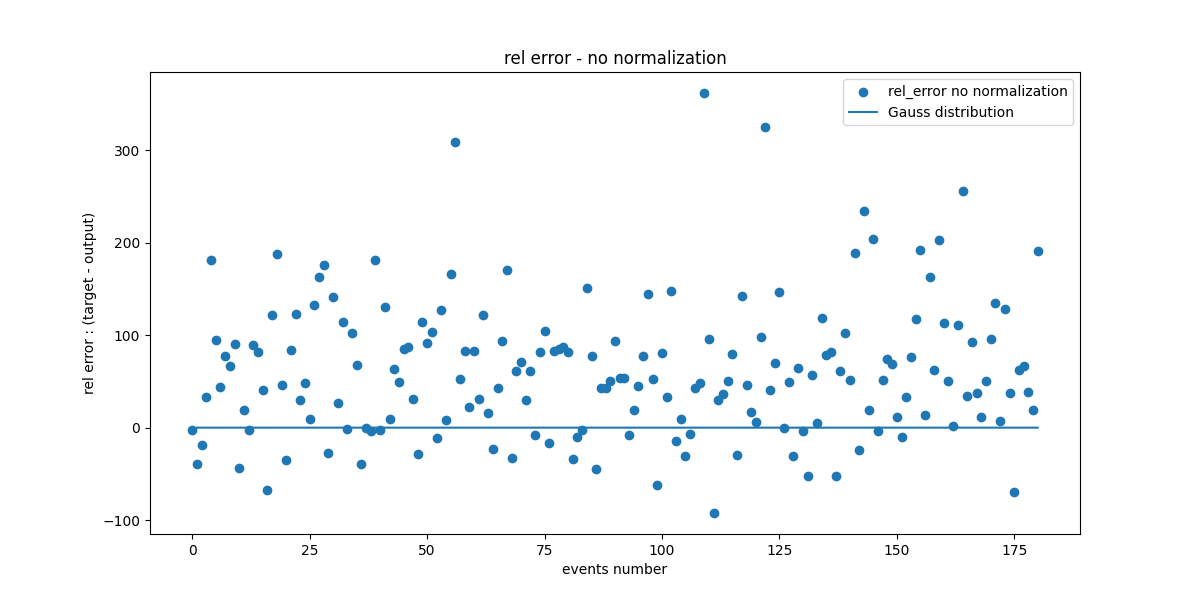 rel error - no normalization
rel_error no normalization
Gauss distribution
rel error : (target - output)
300
200
100
0
−100
0
25
50
75
100
125
150
175
events number